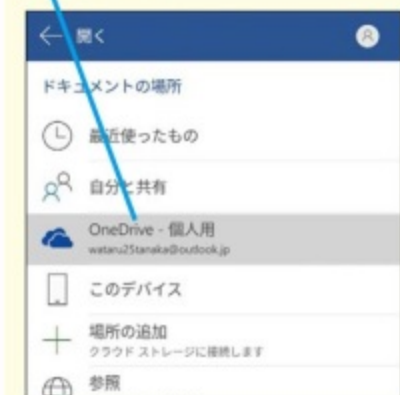 開く
ドキュメントの場所
最近使ったもの
自分と共有
OneDrive - 個人用
wataru25tanaka@outlook.jp
このデバイス
場所の追加
クラウド ストレージに接続します
参照